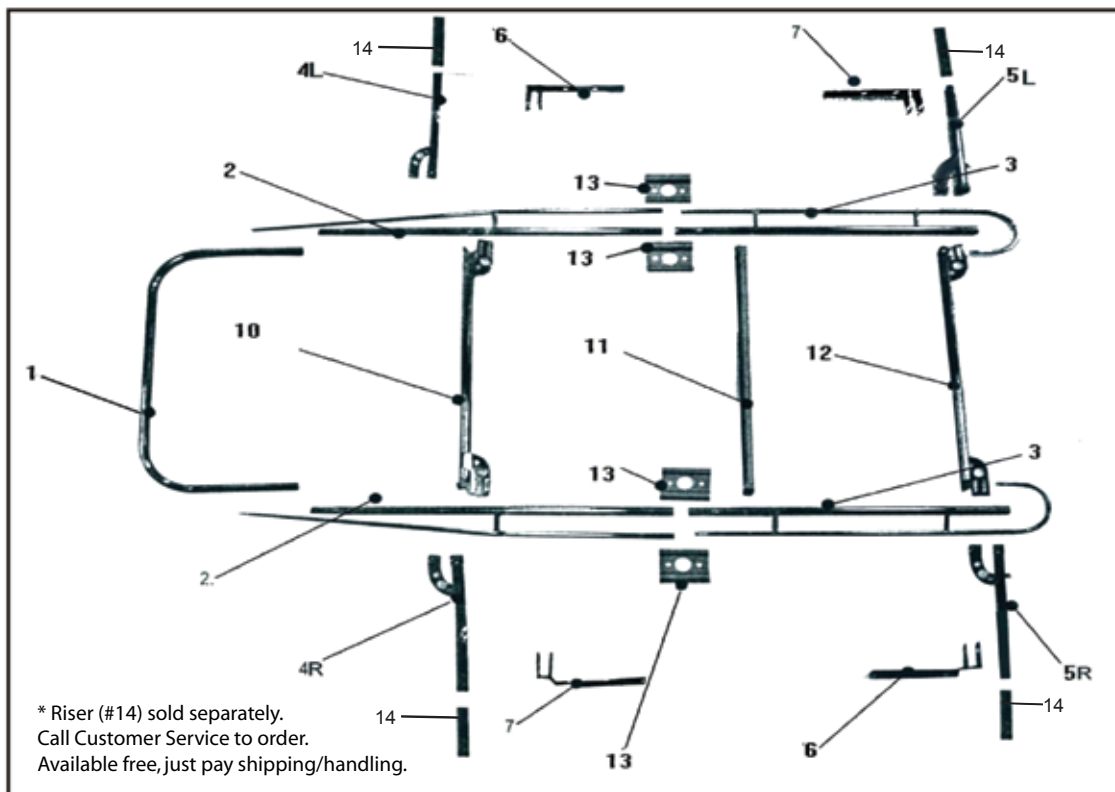 14
6
7
14
4L
5L
2
13
3
13
10
11
12
1
13
3
2.
4R
5R
7
6
14
14
13
* Riser (#14) sold separately.
Call Customer Service to order.
Available free, just pay shipping/handling.